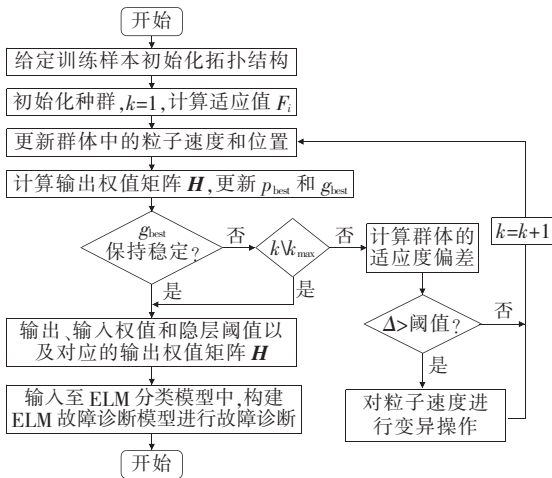 开始
给定训练样本初始化拓扑结构
初始化种群,k=1,计算适应值 Fi
更新群体中的粒子速度和位置
计算输出权值矩阵 H,更新 pbest 和 gbest
gbest
保持稳定?
否
k\kmax
否
计算群体的
适应度偏差
k=k+1
是
是
Δ>阈值?
否
输出、输入权值和隐层阈值以
及对应的输出权值矩阵 H
是
输入至 ELM 分类模型中,构建
ELM 故障诊断模型进行故障诊断
对粒子速度进
行变异操作
开始